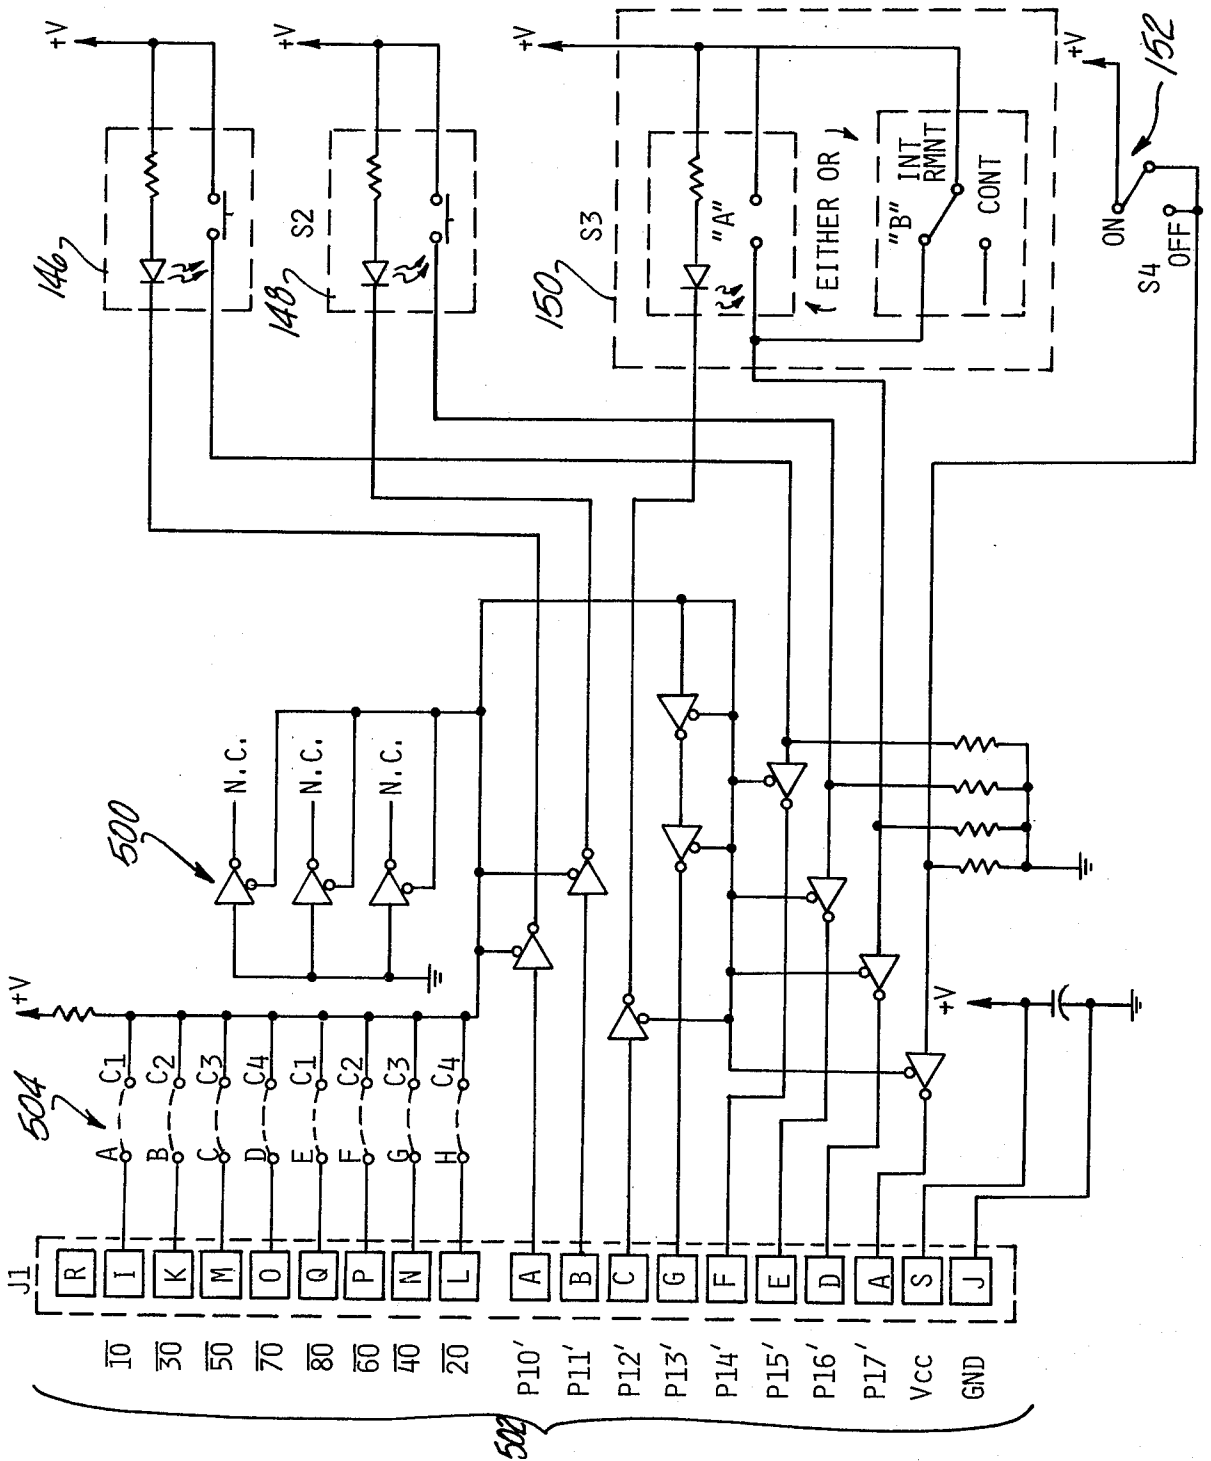 +V
+V
+V
+V
152
146
S2
148
S3
150
"A"
EITHER OR
"B"
INT
RMNT
CONT
ON
OFF
S4
500
N.C.
N.C.
N.C.
+V
504
A C1
B C2
C C3
D C4
E C1
F C2
G C3
H C4
+V
J1
R
I
K
M
O
Q
P
N
L
A
B
C
G
F
E
D
A
S
J
10
30
50
70
80
60
40
20
P10'
P11'
P12'
P13'
P14'
P15'
P16'
P17'
Vcc
GND
502